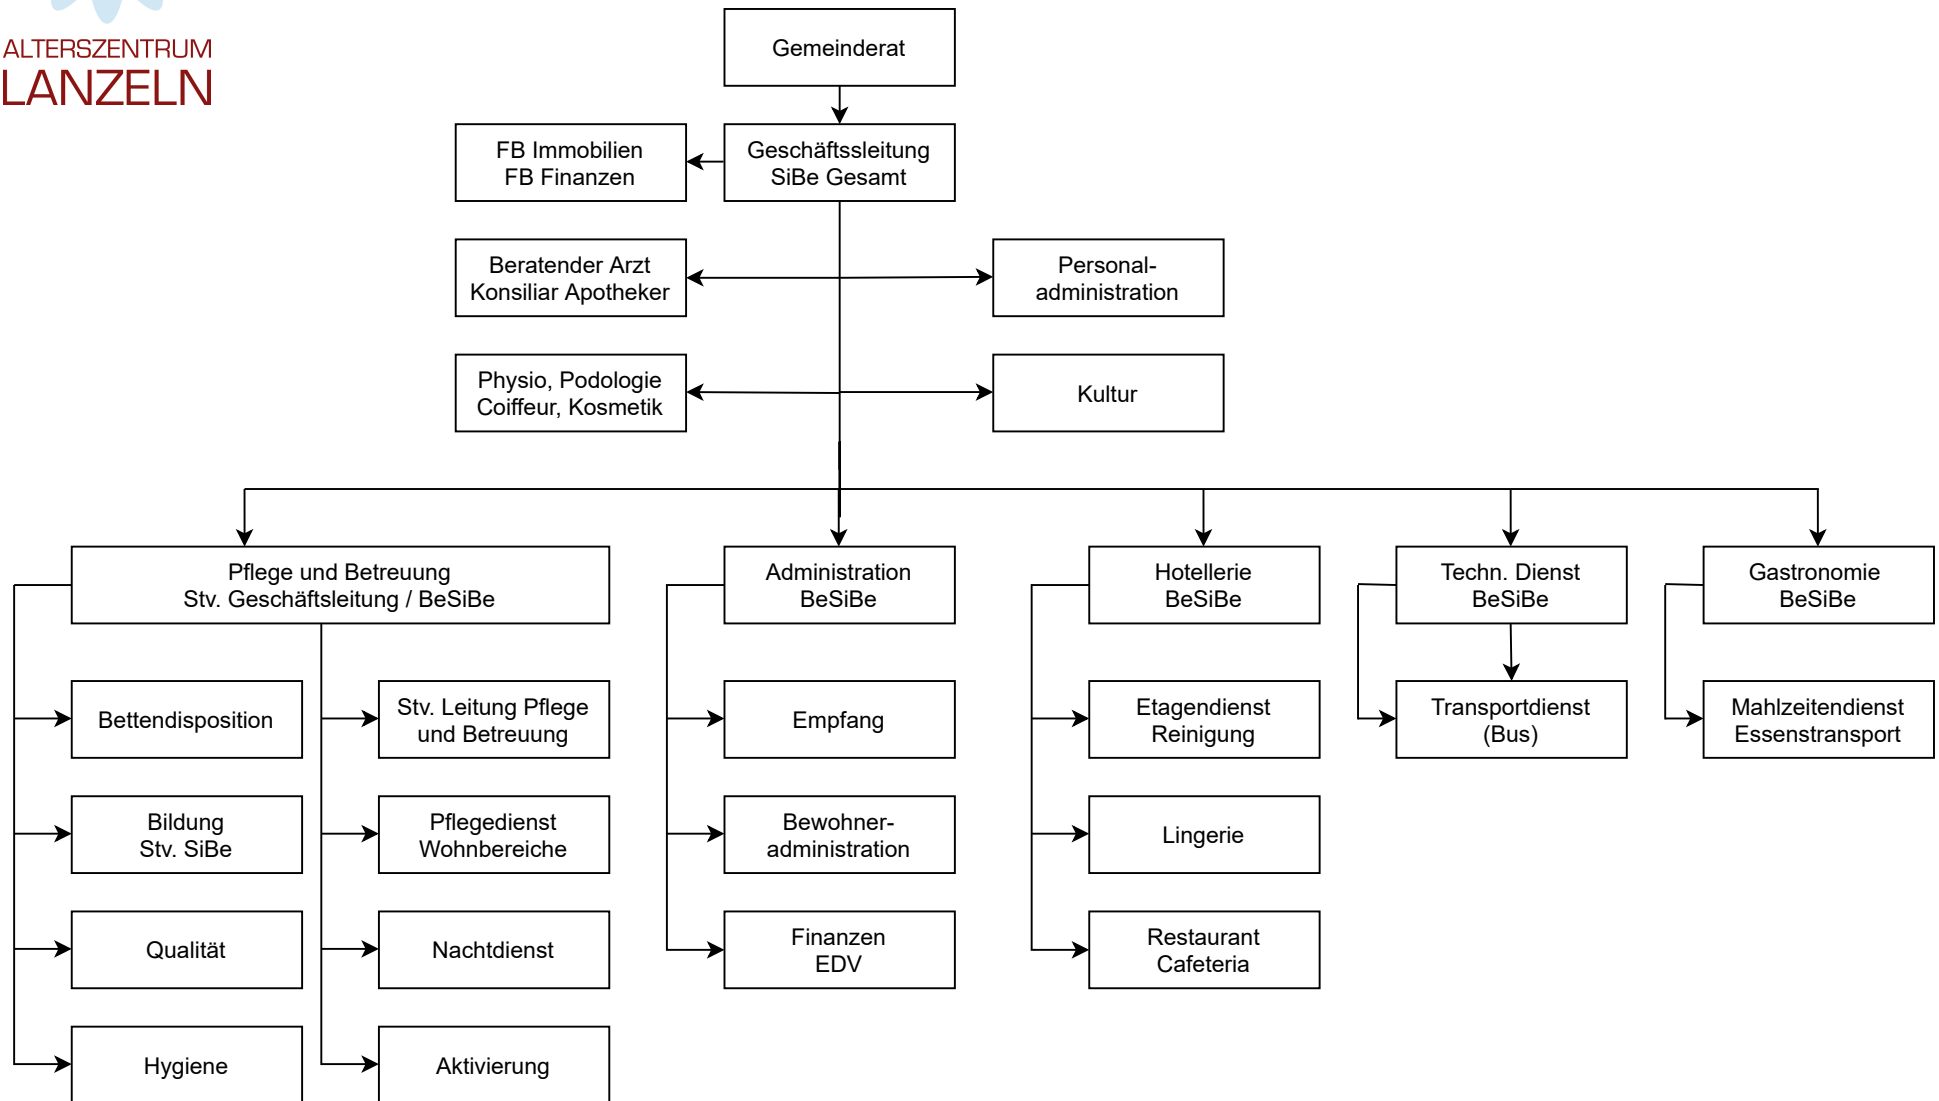 ALTERSZENTRUM
LANZELN
Gemeinderat
FB Immobilien
FB Finanzen
Geschäftssleitung
SiBe Gesamt
Beratender Arzt
Konsiliar Apotheker
Personal-
administration
Physio, Podologie
Coiffeur, Kosmetik
Kultur
Pflege und Betreuung
Stv. Geschäftsleitung / BeSiBe
Administration
BeSiBe
Hotellerie
BeSiBe
Techn. Dienst
BeSiBe
Gastronomie
BeSiBe
Bettendisposition
Stv. Leitung Pflege
und Betreuung
Empfang
Etagendienst
Reinigung
Transportdienst
(Bus)
Mahlzeitendienst
Essenstransport
Bildung
Stv. SiBe
Pflegedienst
Wohnbereiche
Bewohner-
administration
Lingerie
Qualität
Nachtdienst
Finanzen
EDV
Restaurant
Cafeteria
Hygiene
Aktivierung